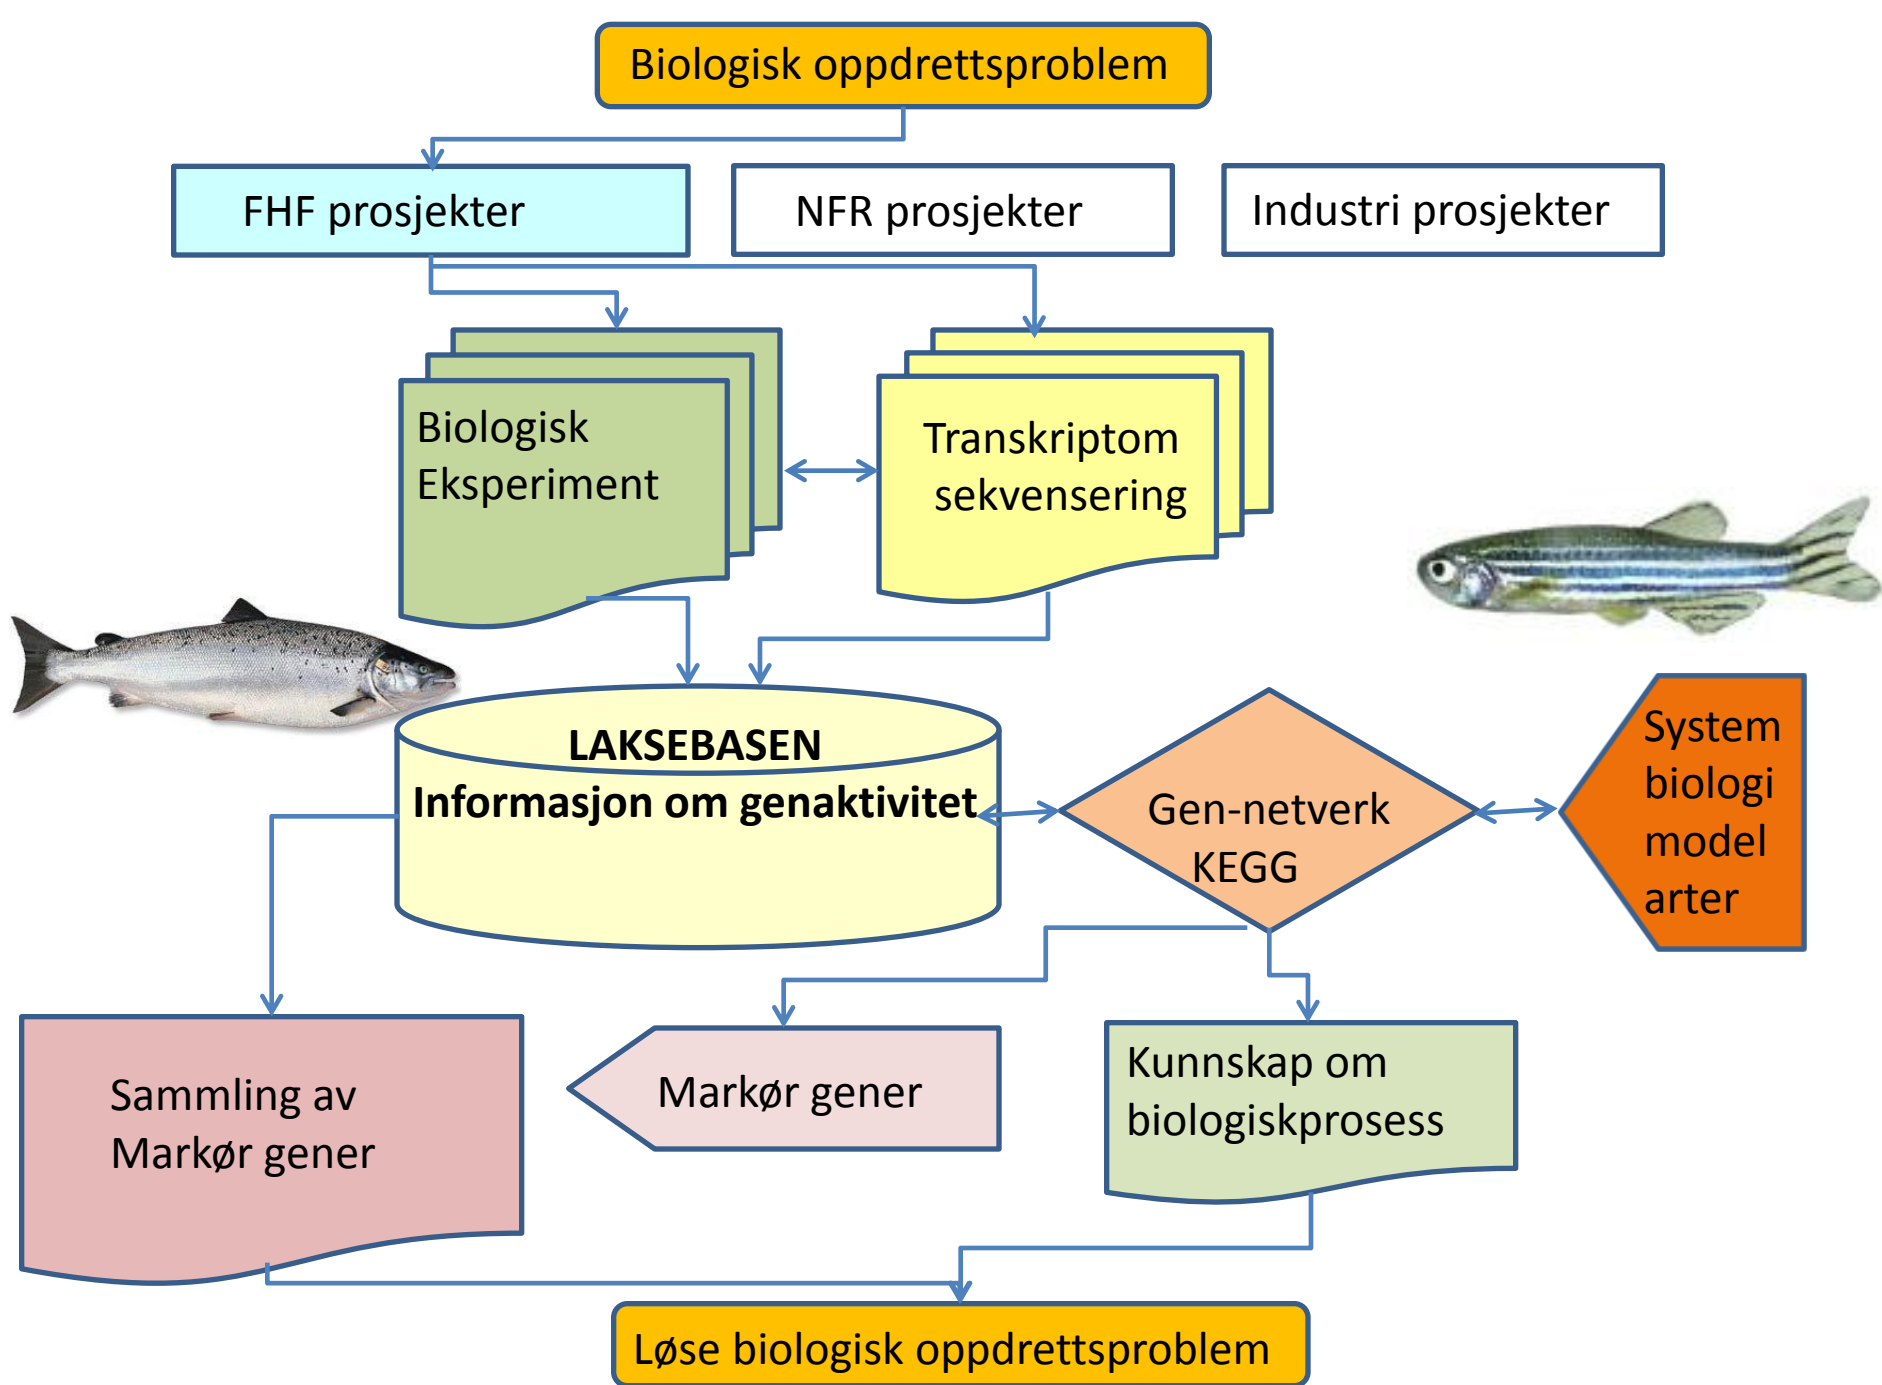 Biologisk oppdrettsproblem
FHF prosjekter
NFR prosjekter
Industri prosjekter
Biologisk
Eksperiment
Transkriptom
sekvensering
LAKSEBASEN
Informasjon om genaktivitet
Gen-netverk
KEGG
System
biologi
model
arter
Sammling av
Markør gener
Markør gener
Kunnskap om
biologiskprosess
Løse biologisk oppdrettsproblem